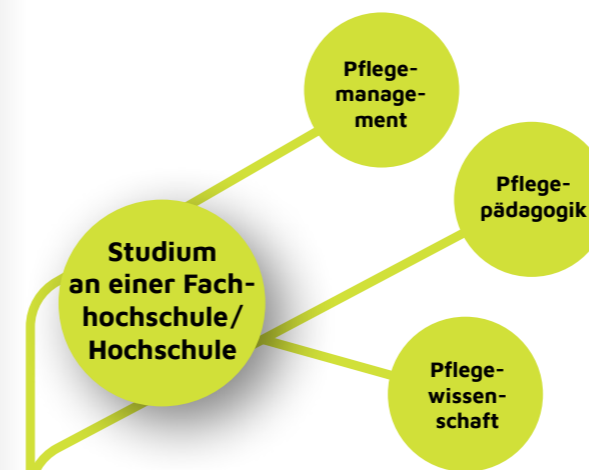 Pflege-
manage-
ment
Pflege-
pädagogik
Studium
an einer Fach-
hochschule/
Hochschule
Pflege-
wissen-
schaft